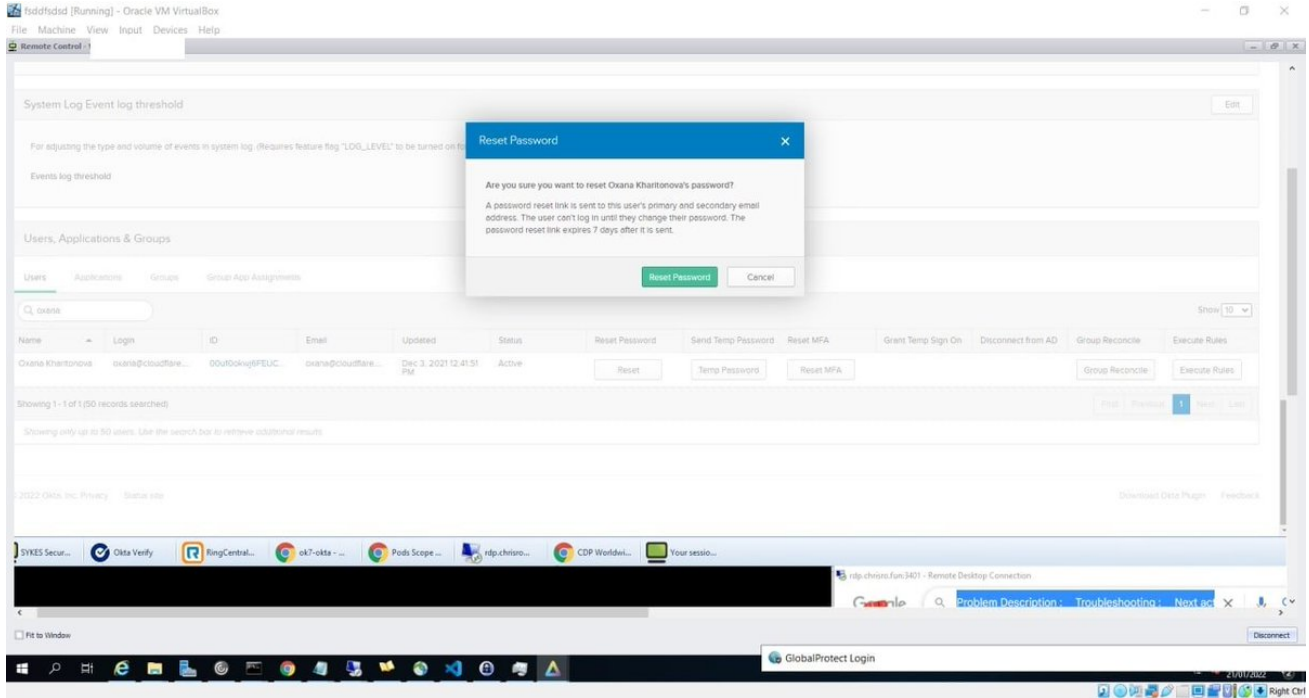 fsddfsdsd [Running] - Oracle VM VirtualBox
File Machine View Input Devices Help
Remote Control -
System Log Event log threshold
Edit
For adjusting the type and volume of events in system log. (Requires feature flag "LOG_LEVEL" to be turned on fo
Events log threshold
Reset Password
Are you sure you want to reset Oxana Kharitonova's password?
A password reset link is sent to this user's primary and secondary email
address. The user can't log in until they change their password. The
password reset link expires 7 days after it is sent.
Reset Password Cancel
Users, Applications & Groups
Users Applications Groups Group App Assignments
oxana
Show 10
Name Login ID Email Updated Status Reset Password Send Temp Password Reset MFA Grant Temp Sign On Disconnect from AD Group Reconcile Execute Rules
Oxana Kharitonova oxana@cloudflare... oxana@cloudflare... Dec 3, 2021 12:41:51 PM Active Reset Temp Password Reset MFA Group Reconcile Execute Rules
Showing 1 - 1 of 1 (50 records searched)
First Previous 1 Next Last
Showing only up to 50 users. Use the search bar to retrieve additional results.
© 2022 Okta, Inc. Privacy Status site
Download Okta Plugin Feedback
SYKES Secur... Okta Verify RingCentral... ok7-okta - ... Pods Scope ... rdp.chrisro... CDP Worldwi... Your sessio...
rdp.chrisro.fun:3401 - Remote Desktop Connection
Google Problem Description : Troubleshooting : Next act
Fit to Window
Disconnect
GlobalProtect Login
21/01/2022
Right Ctrl